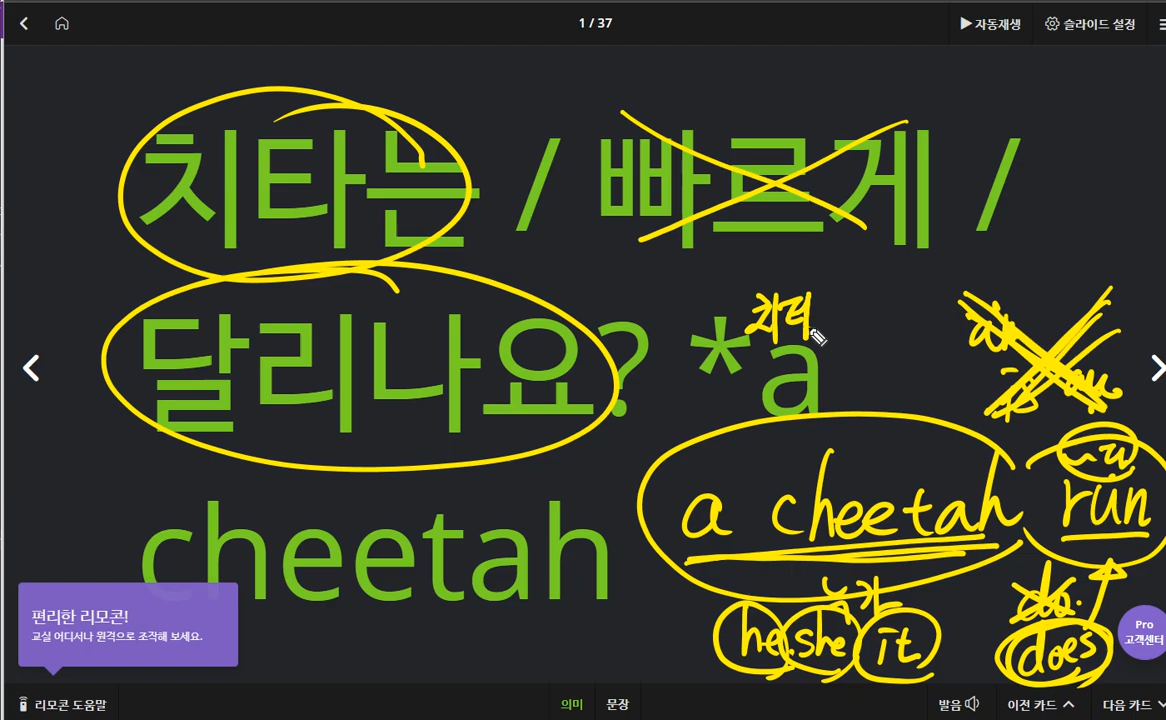 1 / 37
자동재생
슬라이드 설정
치타는 / 빠르게 /
달리나요? *a
cheetah
a cheetah run
he she it
do
does
편리한 리모콘!
교실 어디서나 원격으로 조작해 보세요.
Pro
고객센터
리모콘 도움말
의미
문장
발음
이전 카드
다음 카드